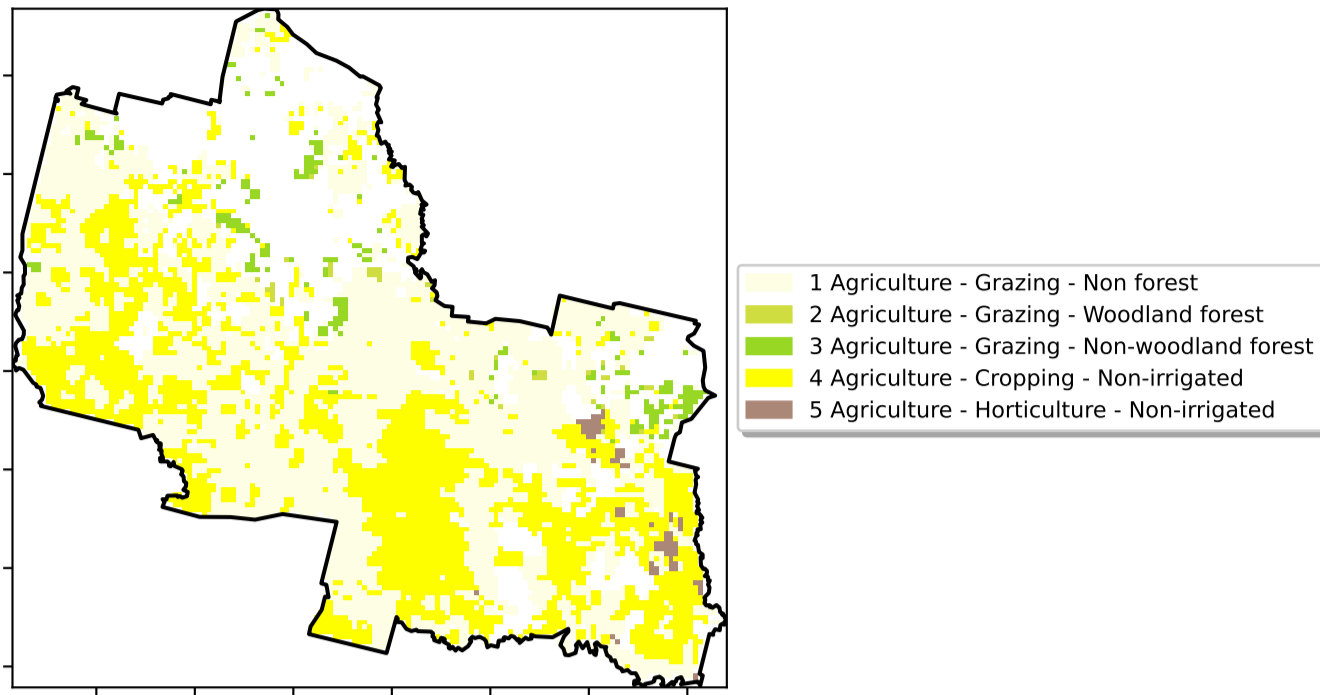 1 Agriculture - Grazing - Non forest
2 Agriculture - Grazing - Woodland forest
3 Agriculture - Grazing - Non-woodland forest
4 Agriculture - Cropping - Non-irrigated
5 Agriculture - Horticulture - Non-irrigated